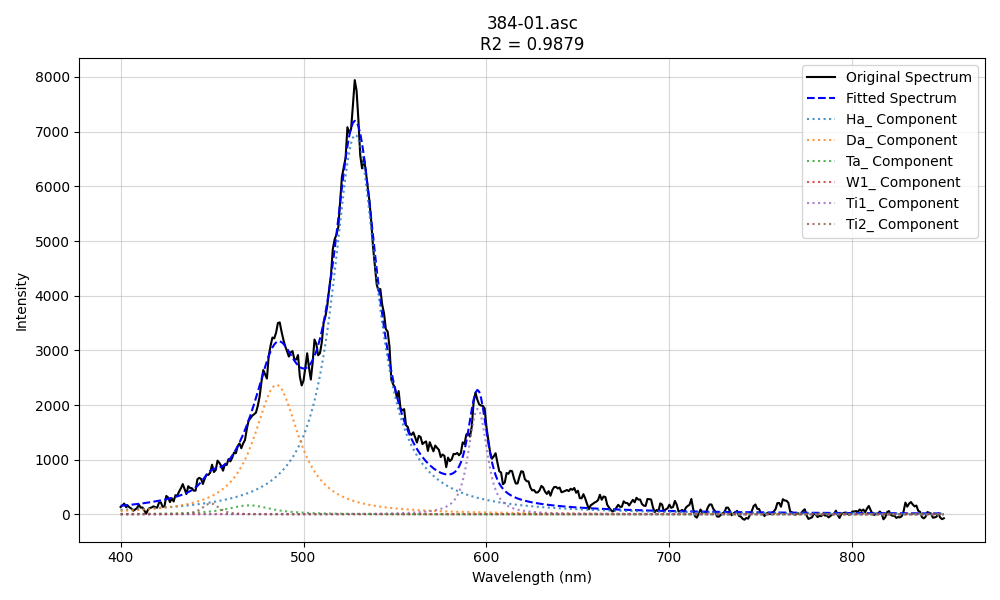 384-01.asc
R2 = 0.9879
8000
7000
6000
5000
4000
3000
2000
1000
0
Intensity
400
500
600
700
800
Wavelength (nm)
Original Spectrum
Fitted Spectrum
Ha_ Component
Da_ Component
Ta_ Component
W1_ Component
Ti1_ Component
Ti2_ Component